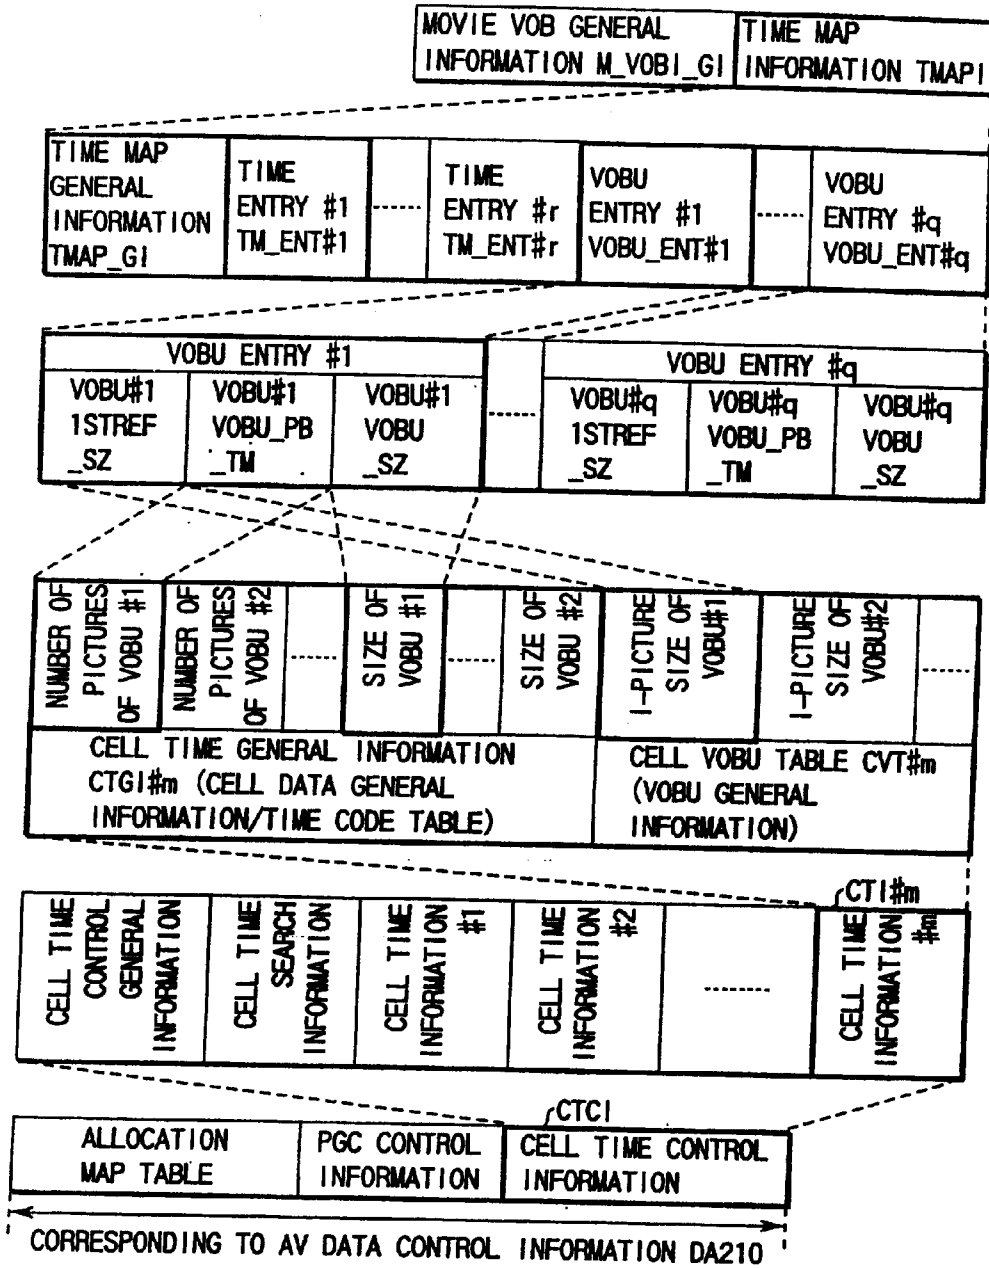 MOVIE VOB GENERAL
INFORMATION M_VOBI_GI
TIME MAP
INFORMATION TMAPI
TIME MAP
GENERAL
INFORMATION
TMAP_GI
TIME
ENTRY #1
TM_ENT#1
........
TIME
ENTRY #r
TM_ENT#r
VOBU
ENTRY #1
VOBU_ENT#1
........
VOBU
ENTRY #q
VOBU_ENT#q
VOBU ENTRY #1
VOBU#1
1STREF
_SZ
VOBU#1
VOBU_PB
_TM
VOBU#1
VOBU
_SZ
........
VOBU ENTRY #q
VOBU#q
1STREF
_SZ
VOBU#q
VOBU_PB
_TM
VOBU#q
VOBU
_SZ
NUMBER OF
PICTURES
OF VOBU #1
NUMBER OF
PICTURES
OF VOBU #2
........
SIZE OF
VOBU #1
........
SIZE OF
VOBU #2
I-PICTURE
SIZE OF
VOBU#1
I-PICTURE
SIZE OF
VOBU#2
........
CELL TIME GENERAL INFORMATION
CTGI#m (CELL DATA GENERAL
INFORMATION/TIME CODE TABLE)
CELL VOBU TABLE CVT#m
(VOBU GENERAL
INFORMATION)
CTI#m
CELL TIME
CONTROL
GENERAL
INFORMATION
CELL TIME
SEARCH
INFORMATION
CELL TIME
INFORMATION
#1
CELL TIME
INFORMATION
#2
........
CELL TIME
INFORMATION
#m
CTCI
ALLOCATION
MAP TABLE
PGC CONTROL
INFORMATION
CELL TIME CONTROL
INFORMATION
CORRESPONDING TO AV DATA CONTROL INFORMATION DA210